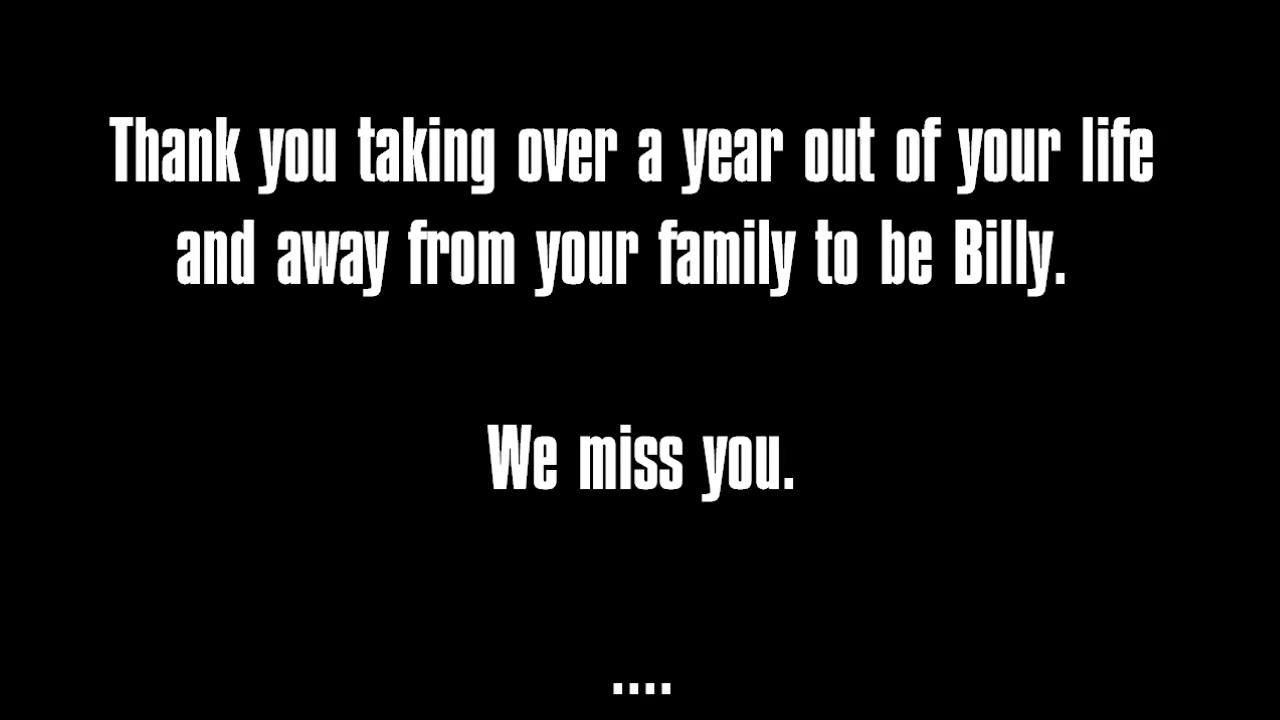 Thank you taking over a year out of your life
and away from your family to be Billy.
We miss you.
....